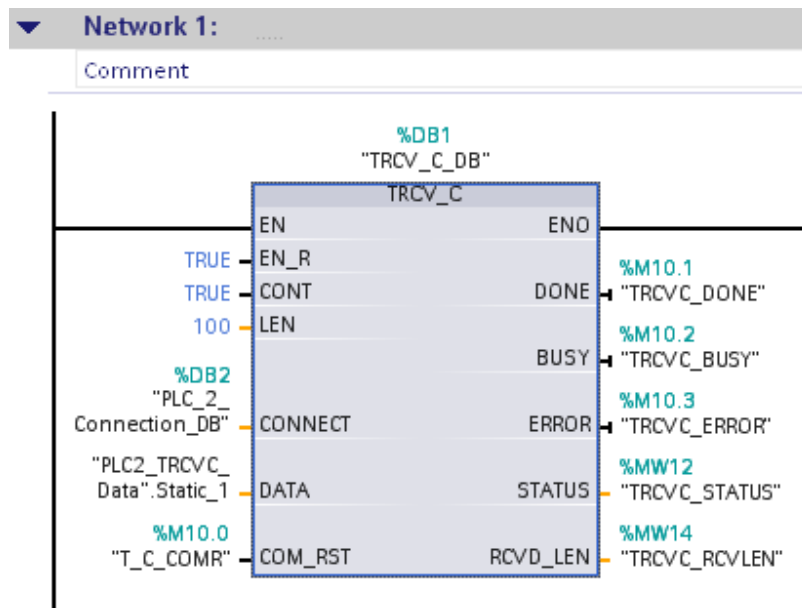 Network 1: .....
Comment
%DB1
"TRCV_C_DB"
TRCV_C
EN ENO
TRUE EN_R
%M10.1
TRUE CONT DONE "TRCVC_DONE"
100 LEN
%M10.2
BUSY "TRCVC_BUSY"
%DB2
"PLC_2_
%M10.3
Connection_DB" CONNECT ERROR "TRCVC_ERROR"
"PLC2_TRCVC_
%MW12
Data".Static_1 DATA STATUS "TRCVC_STATUS"
%M10.0
%MW14
"T_C_COMR" COM_RST RCVD_LEN "TRCVC_RCVLEN"